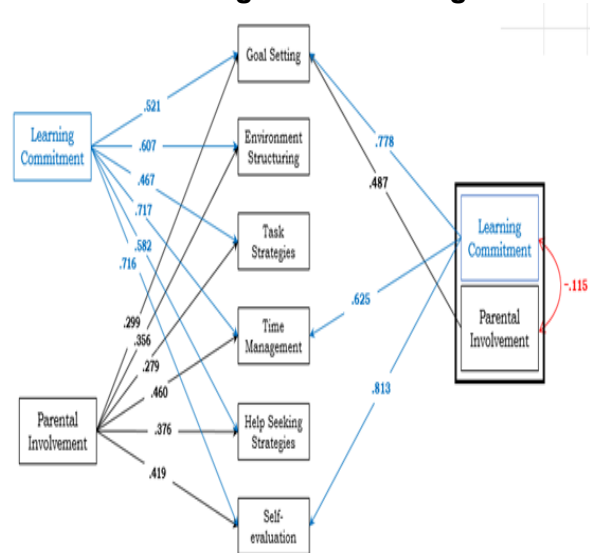 Goal Setting
.521
Learning
Commitment
.607
Environment
Structuring
.778
.467
.487
.717
Task
Strategies
Learning
Commitment
.582
.716
-.115
.625
.299
Time
Management
Parental
Involvement
.356
.279
.460
.813
Parental
Involvement
.376
Help Seeking
Strategies
.419
Self-
evaluation